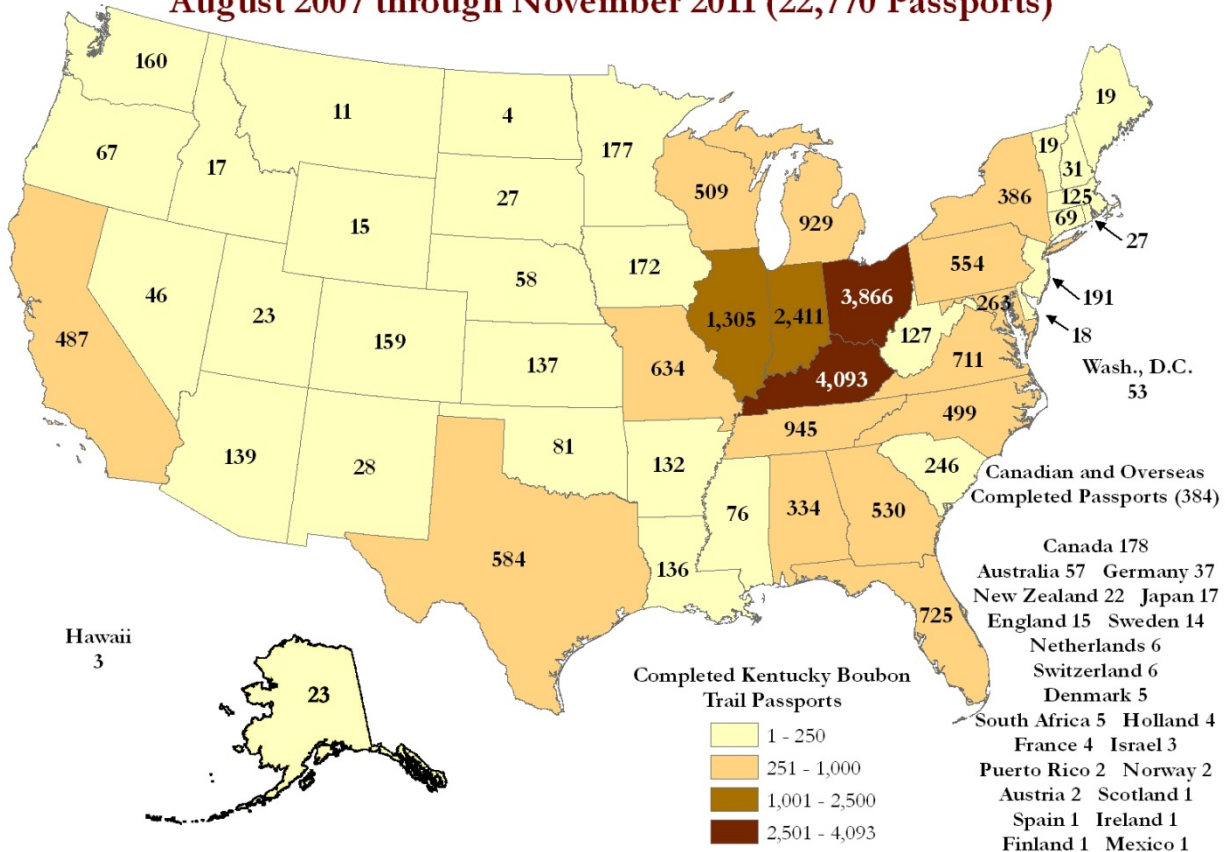 August 2007 through November 2011 (22,770 Passports)
160
11
4
177
19
67
17
15
27
509
929
386
19
31
125
69
27
46
23
159
58
172
1,305
2,411
3,866
554
191
263
18
487
137
634
127
711
4,093
Wash., D.C.
53
139
28
81
132
945
499
246
76
334
530
584
136
725
Canadian and Overseas
Completed Passports (384)
Canada 178
Australia 57 Germany 37
New Zealand 22 Japan 17
England 15 Sweden 14
Netherlands 6
Switzerland 6
Denmark 5
South Africa 5 Holland 4
France 4 Israel 3
Puerto Rico 2 Norway 2
Austria 2 Scotland 1
Spain 1 Ireland 1
Finland 1 Mexico 1
Hawaii
3
23
Completed Kentucky Boubon
Trail Passports
1 - 250
251 - 1,000
1,001 - 2,500
2,501 - 4,093